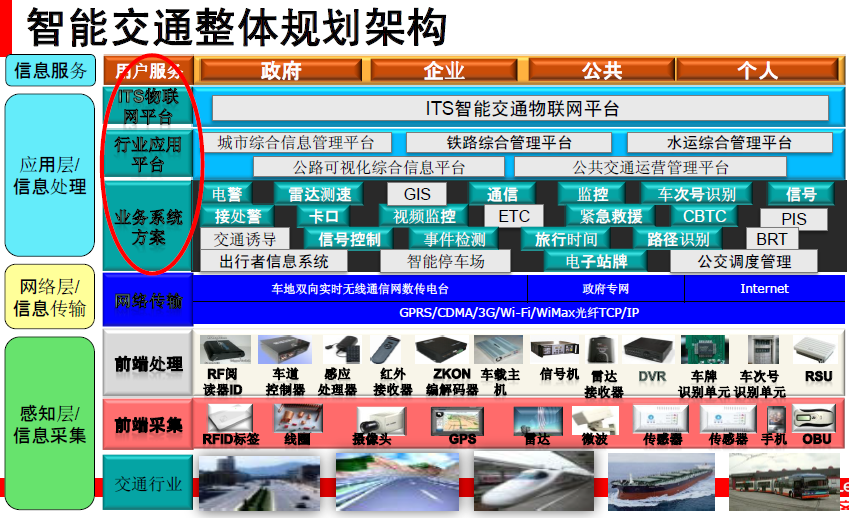 智能交通整体规划架构
信息服务
用户服务
政府
企业
公共
个人
应用层/
信息处理
ITS物联
网平台
ITS智能交通物联网平台
行业应用
平台
城市综合信息管理平台
铁路综合管理平台
水运综合管理平台
公路可视化综合信息平台
公共交通运营管理平台
业务系统
方案
电警
雷达测速
GIS
通信
监控
车次号识别
信号
接处警
卡口
视频监控
ETC
紧急救援
CBTC
PIS
交通诱导
信号控制
事件检测
旅行时间
路径识别
BRT
出行者信息系统
智能停车场
电子站牌
公交调度管理
网络层/
信息传输
网络传输
车地双向实时无线通信网数传电台
政府专网
Internet
GPRS/CDMA/3G/Wi-Fi/WiMax光纤TCP/IP
感知层/
信息采集
前端处理
RF阅
读器ID
车道
控制器
感应
处理器
红外
接收器
ZKON
编解码器
车载主
机
信号机
雷达
接收器
DVR
车牌
识别单元
车次号
识别单元
RSU
前端采集
RFID标签
线圈
摄像头
GPS
雷达
微波
传感器
传感器
手机
OBU
交通行业